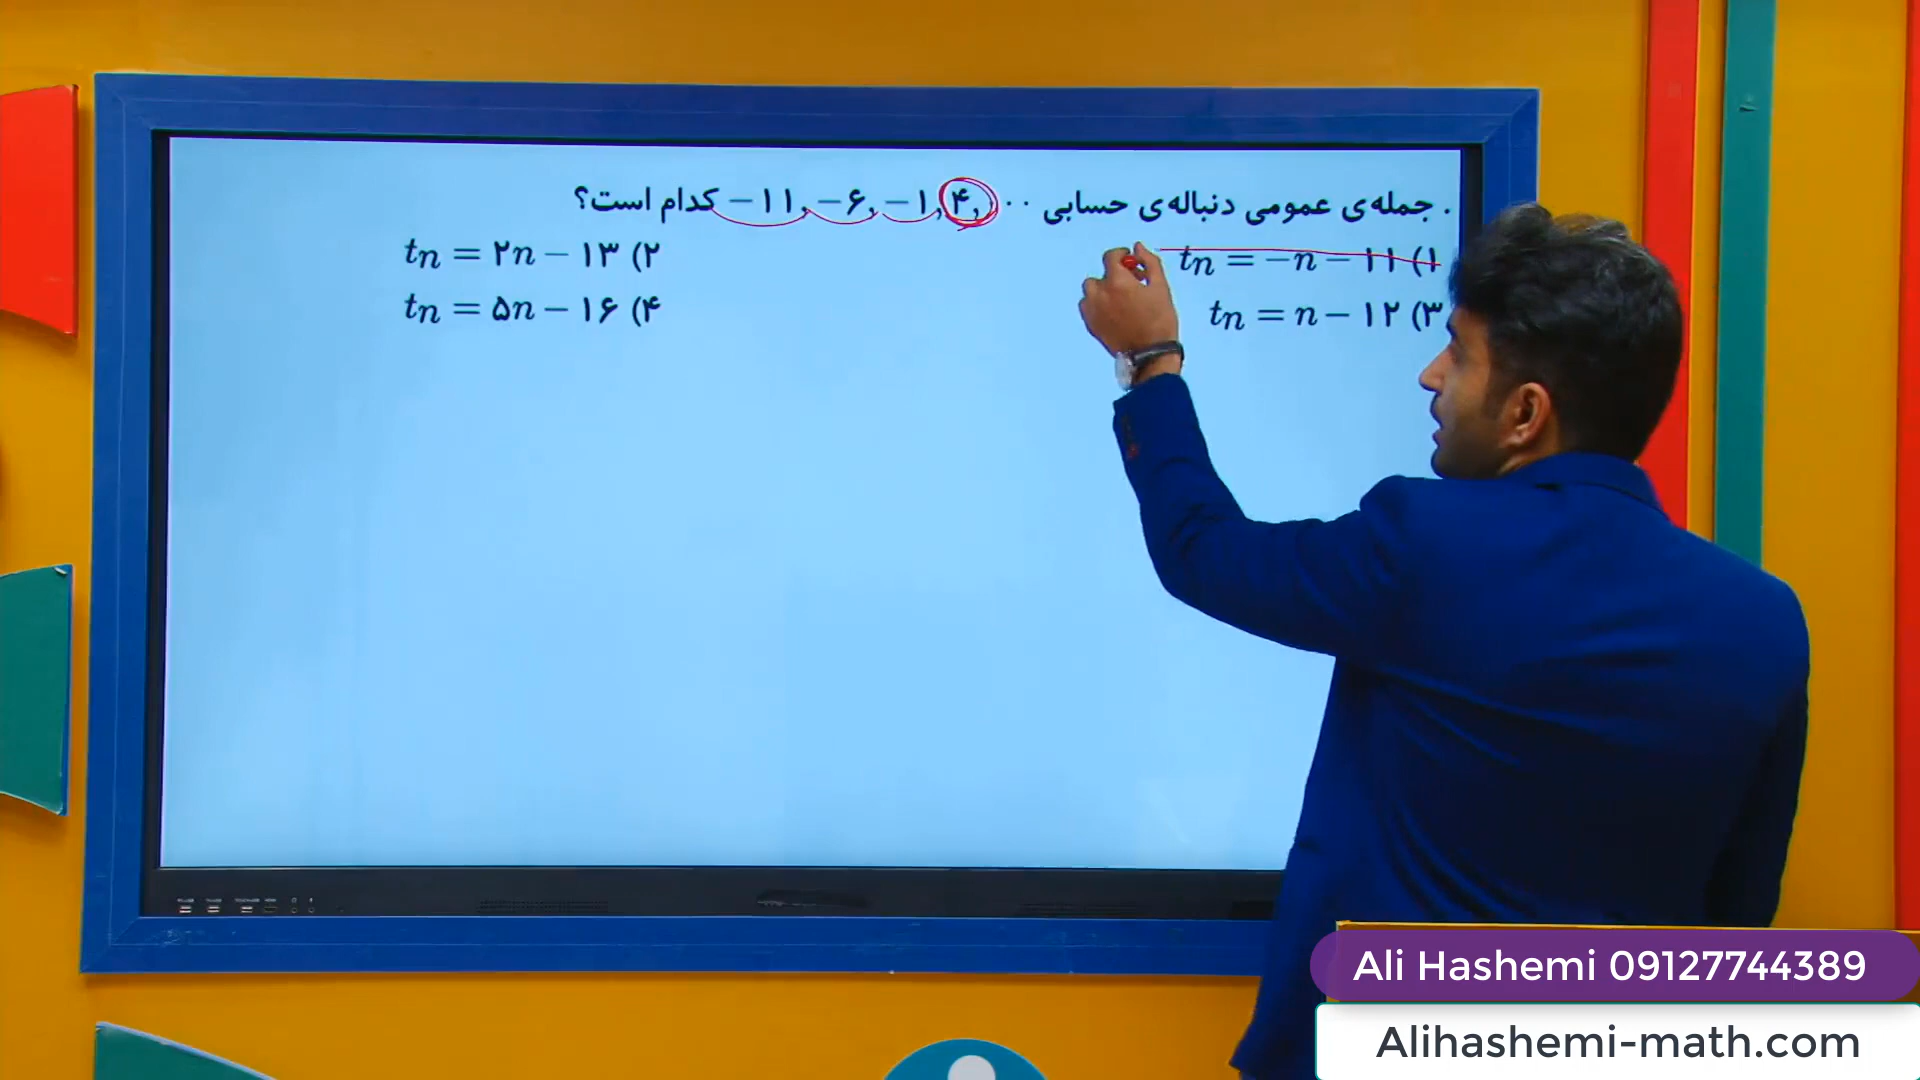 . جمله‌ی عمومی دنباله‌ی حسابی −۱۱, −۶, −۱, ۴, ۰۰ کدام است؟
۱) tn = −n − ۱۱
۲) tn = ۲n − ۱۳
۳) tn = n − ۱۲
۴) tn = ۵n − ۱۶
Ali Hashemi 09127744389
Alihashemi-math.com